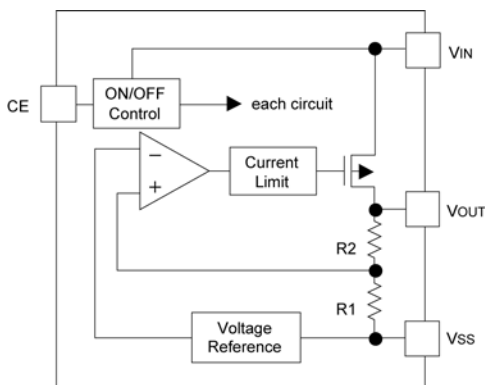 VIN
CE
ON/OFF
Control
each circuit
−
+
Current
Limit
VOUT
R2
R1
Voltage
Reference
VSS